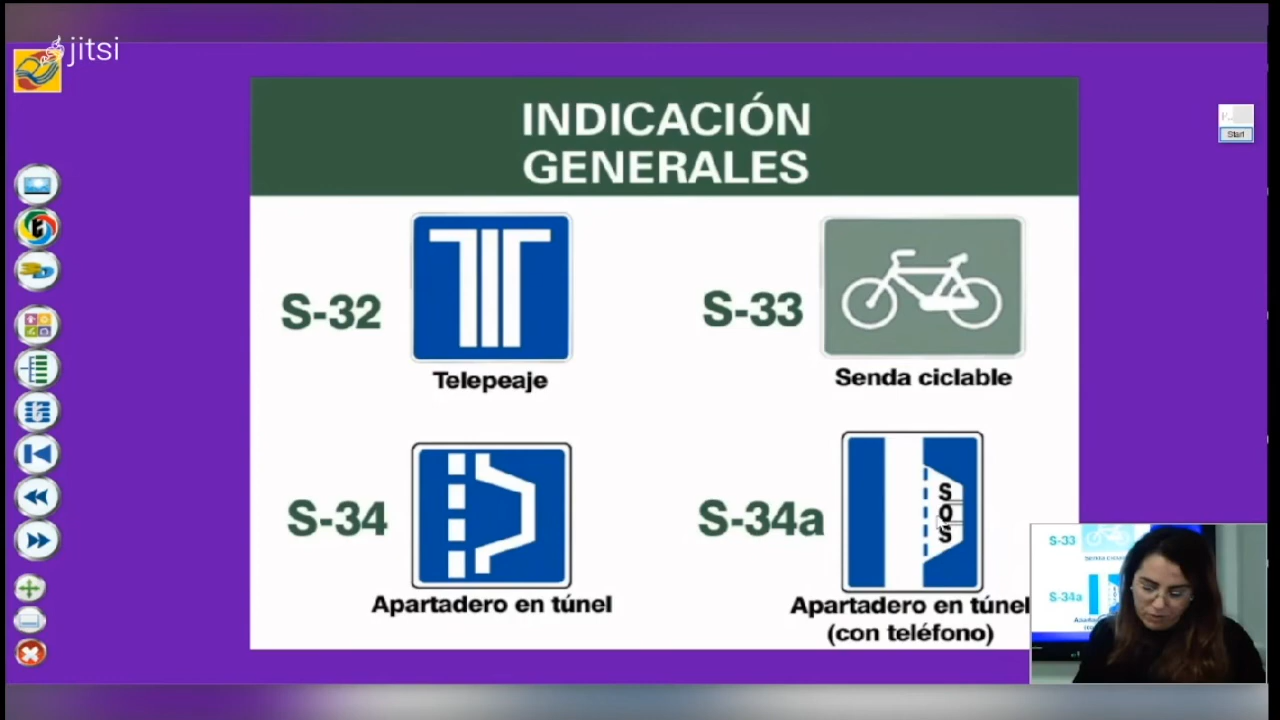 jitsi
INDICACIÓN
GENERALES
Start
S-32
Telepeaje
S-33
Senda ciclable
S-34
Apartadero en túnel
S-34a
SOS
Apartadero en túnel
(con teléfono)
S-33
S-34a